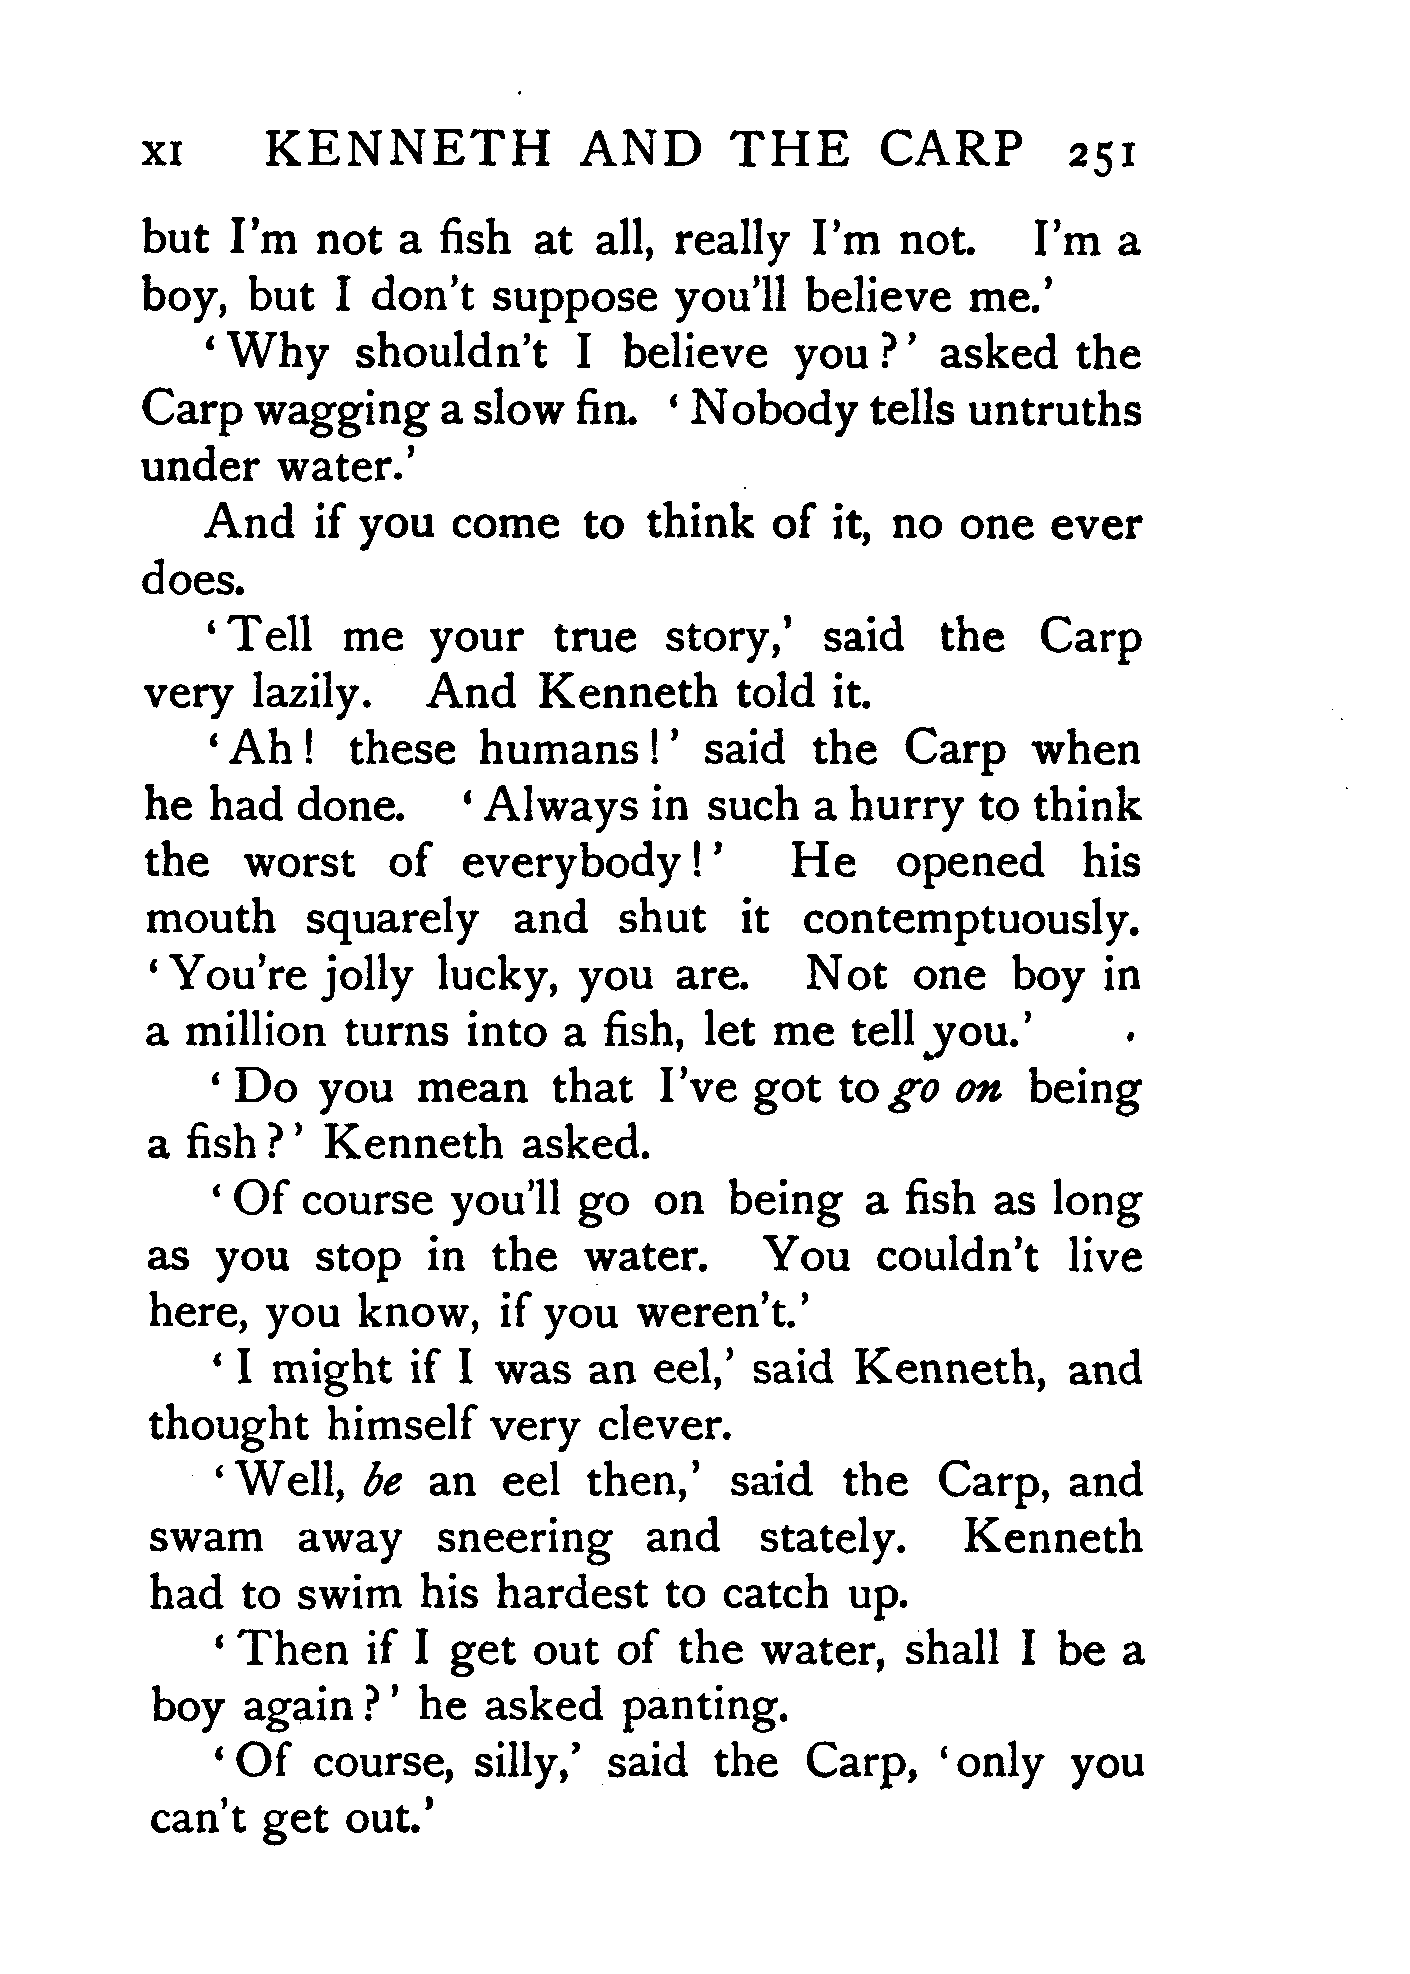 XI KENNETH AND THE CARP 251
but I'm not a fish at all, really I'm not. I'm a
boy, but I don't suppose you'll believe me.'
‘Why shouldn't I believe you?’ asked the
Carp wagging a slow fin. ‘Nobody tells untruths
under water.’
And if you come to think of it, no one ever
does.
‘Tell me your true story,’ said the Carp
very lazily. And Kenneth told it.
‘Ah! these humans!’ said the Carp when
he had done. ‘Always in such a hurry to think
the worst of everybody!’ He opened his
mouth squarely and shut it contemptuously.
‘You're jolly lucky, you are. Not one boy in
a million turns into a fish, let me tell you.’
‘Do you mean that I've got to go on being
a fish?’ Kenneth asked.
‘Of course you'll go on being a fish as long
as you stop in the water. You couldn't live
here, you know, if you weren't.’
‘I might if I was an eel,’ said Kenneth, and
thought himself very clever.
‘Well, be an eel then,’ said the Carp, and
swam away sneering and stately. Kenneth
had to swim his hardest to catch up.
‘Then if I get out of the water, shall I be a
boy again?’ he asked panting.
‘Of course, silly,’ said the Carp, ‘only you
can't get out.’